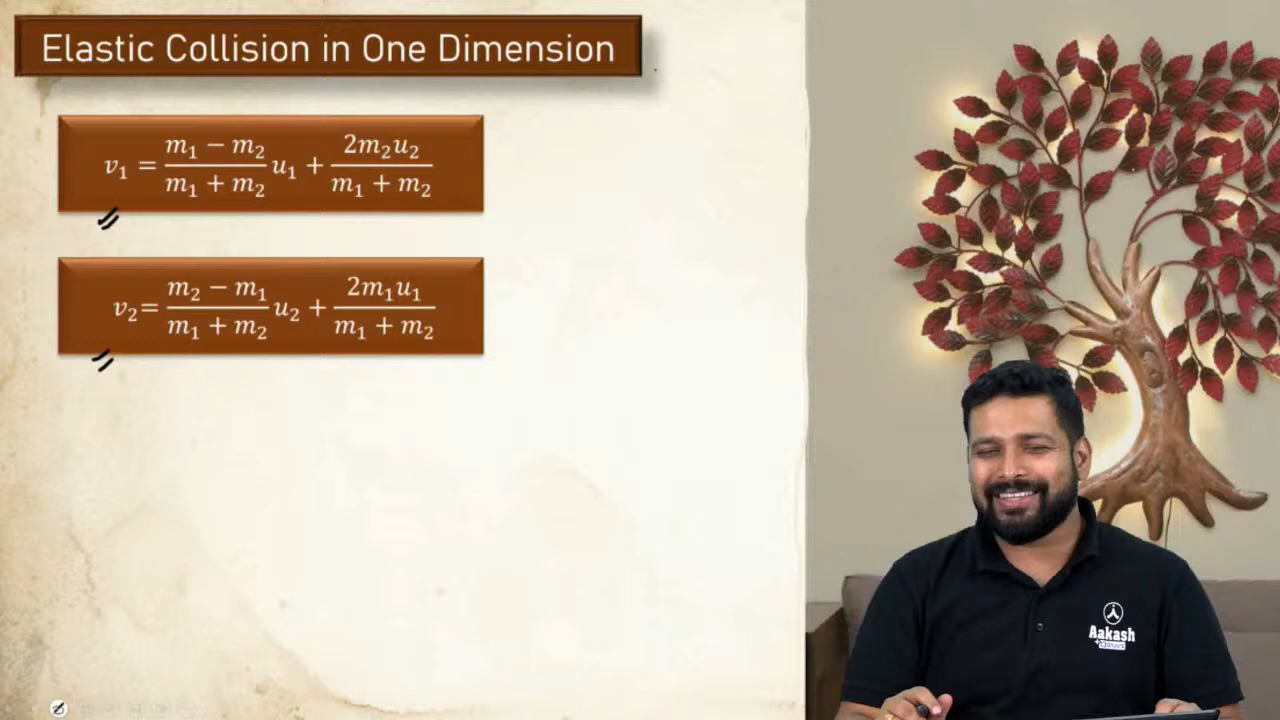 Elastic Collision in One Dimension
v₁ = (m₁ − m₂)/(m₁ + m₂) u₁ + 2m₂u₂/(m₁ + m₂)
v₂= (m₂ − m₁)/(m₁ + m₂) u₂ + 2m₁u₁/(m₁ + m₂)
Aakash
+BYJU'S